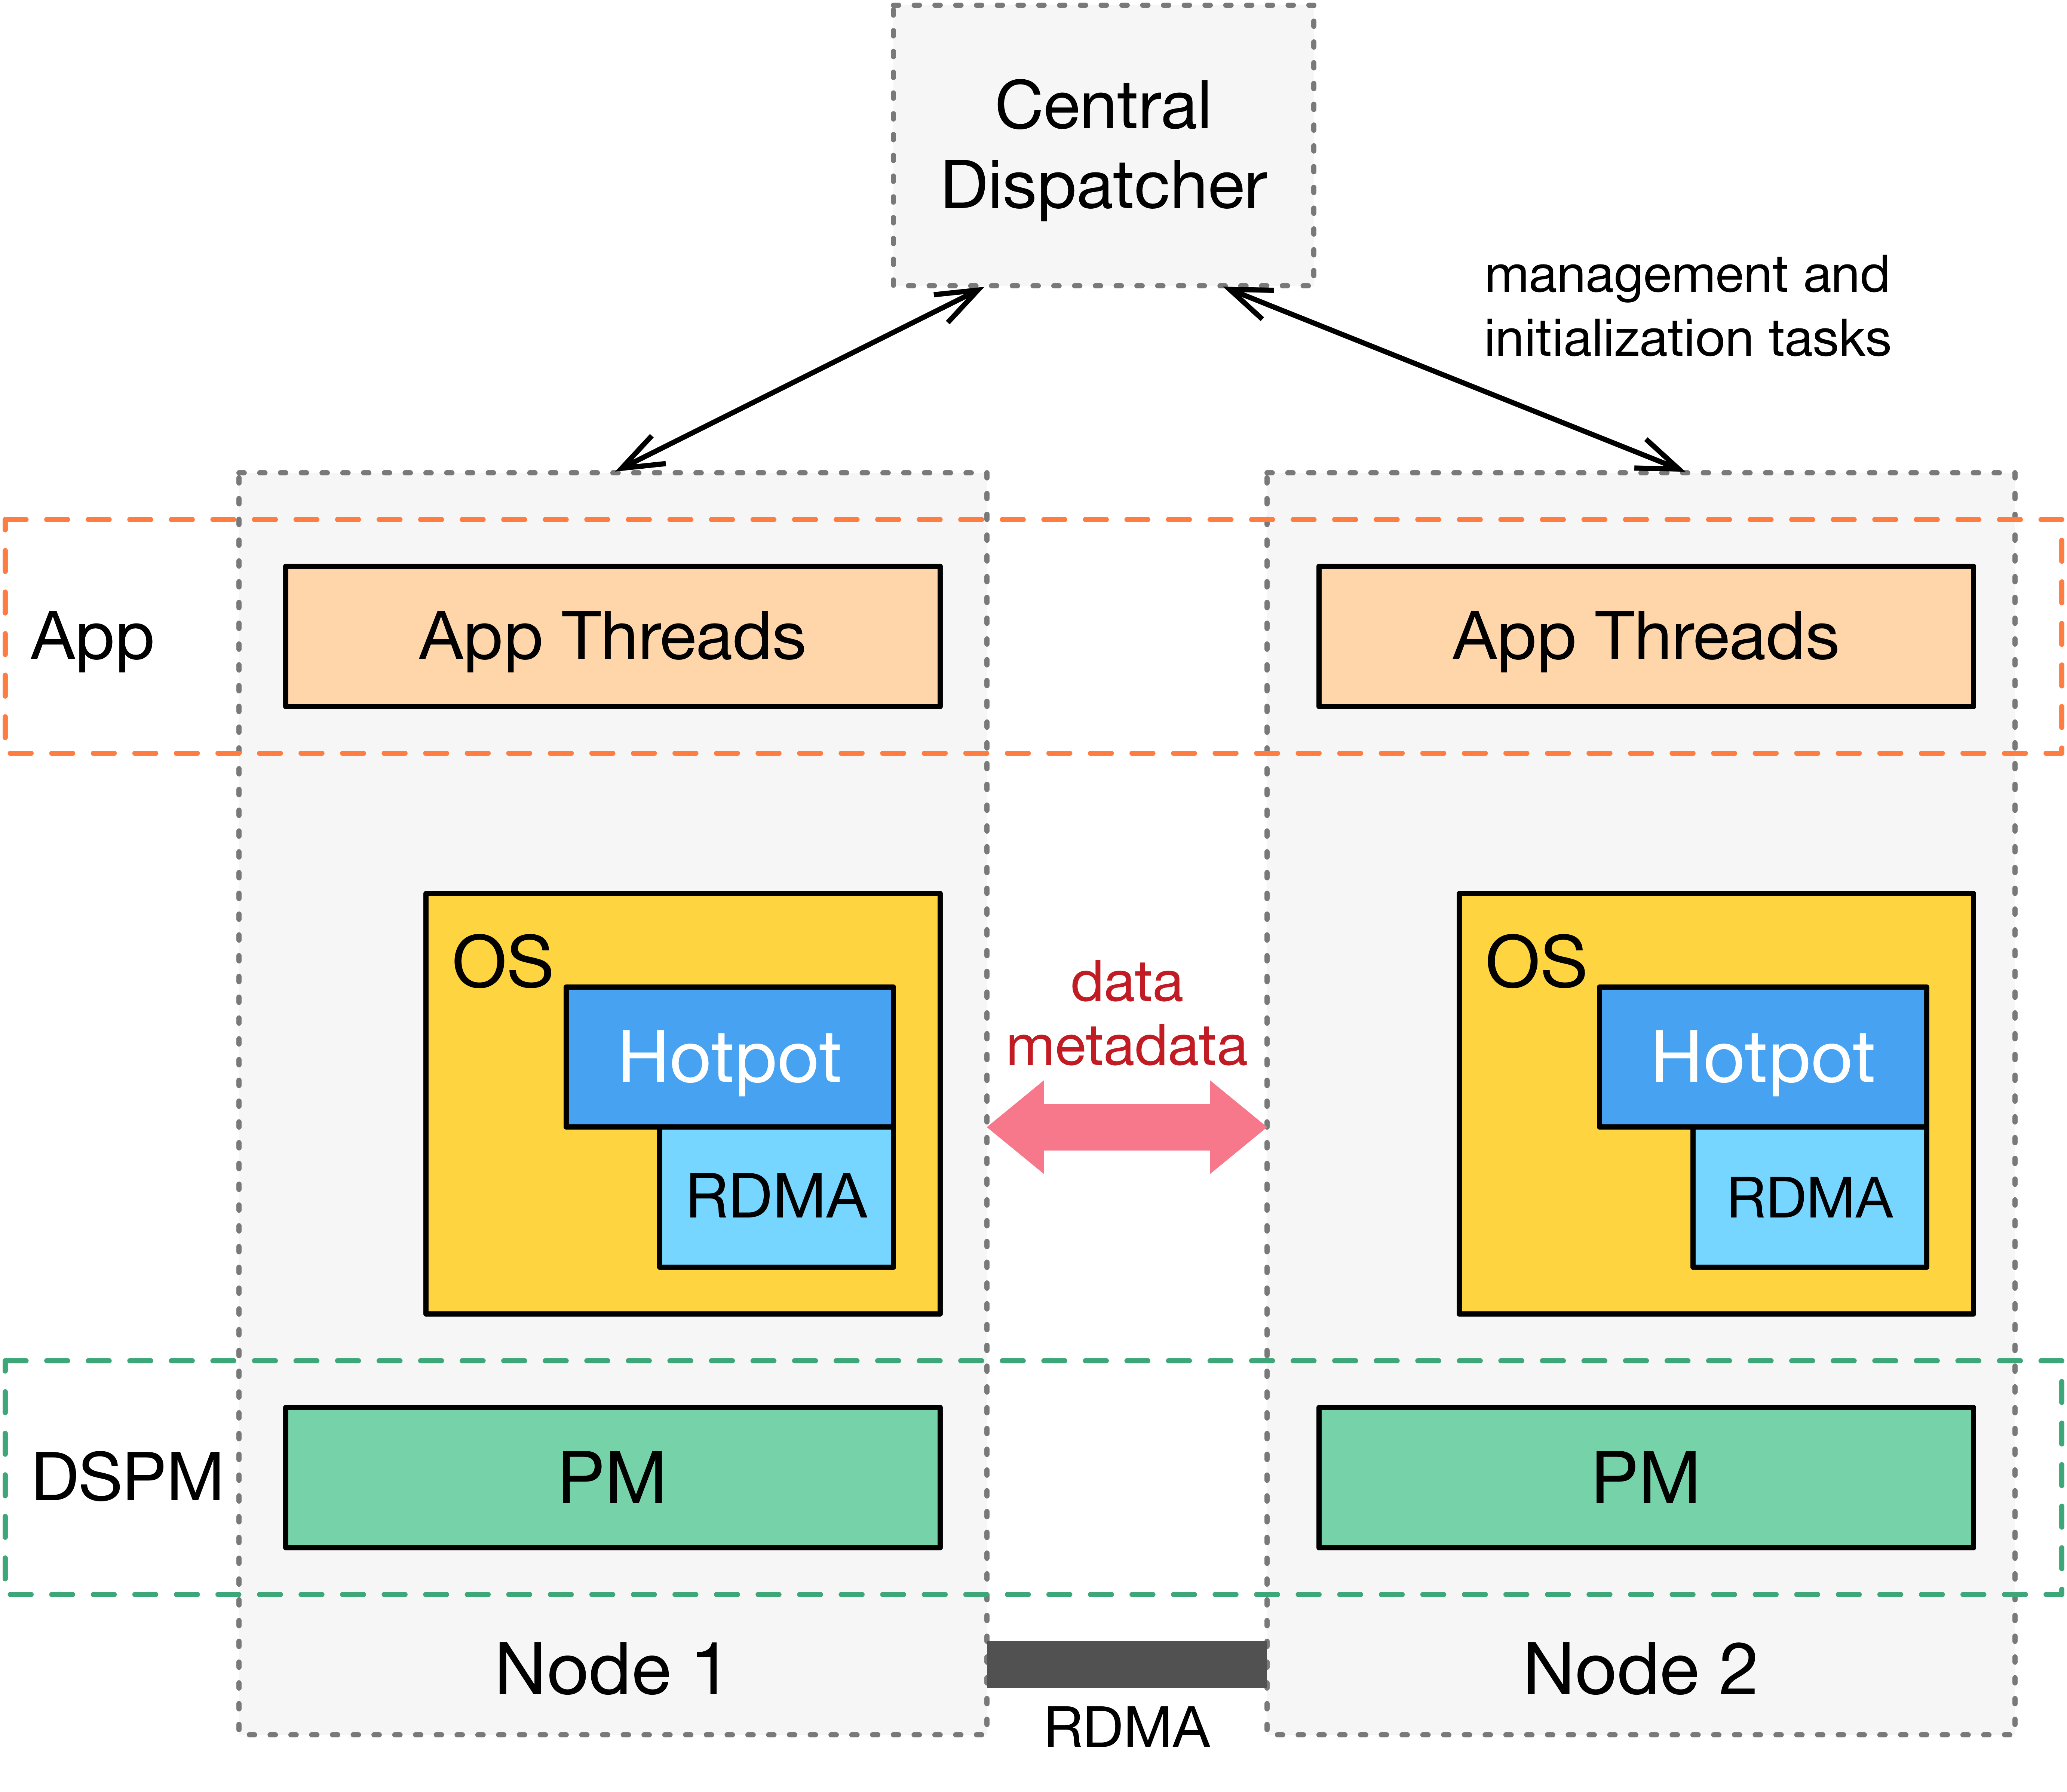 Central
Dispatcher
management and
initialization tasks
App
App Threads
App Threads
OS
Hotpot
RDMA
data
metadata
OS
Hotpot
RDMA
DSPM
PM
PM
Node 1
RDMA
Node 2